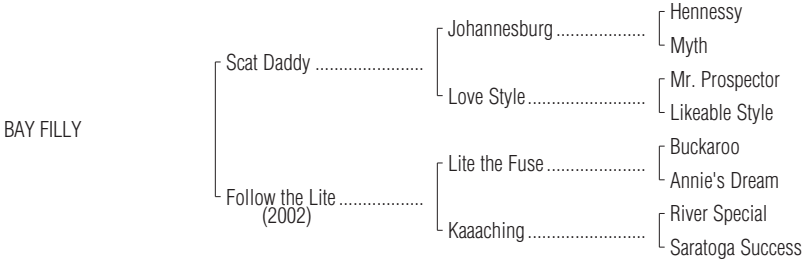 Hennessy
Johannesburg ...................
Myth
Scat Daddy .......................
Mr. Prospector
Love Style.........................
Likeable Style
BAY FILLY
Buckaroo
Lite the Fuse .....................
Annie's Dream
Follow the Lite ..................
(2002)
River Special
Kaaaching .........................
Saratoga Success